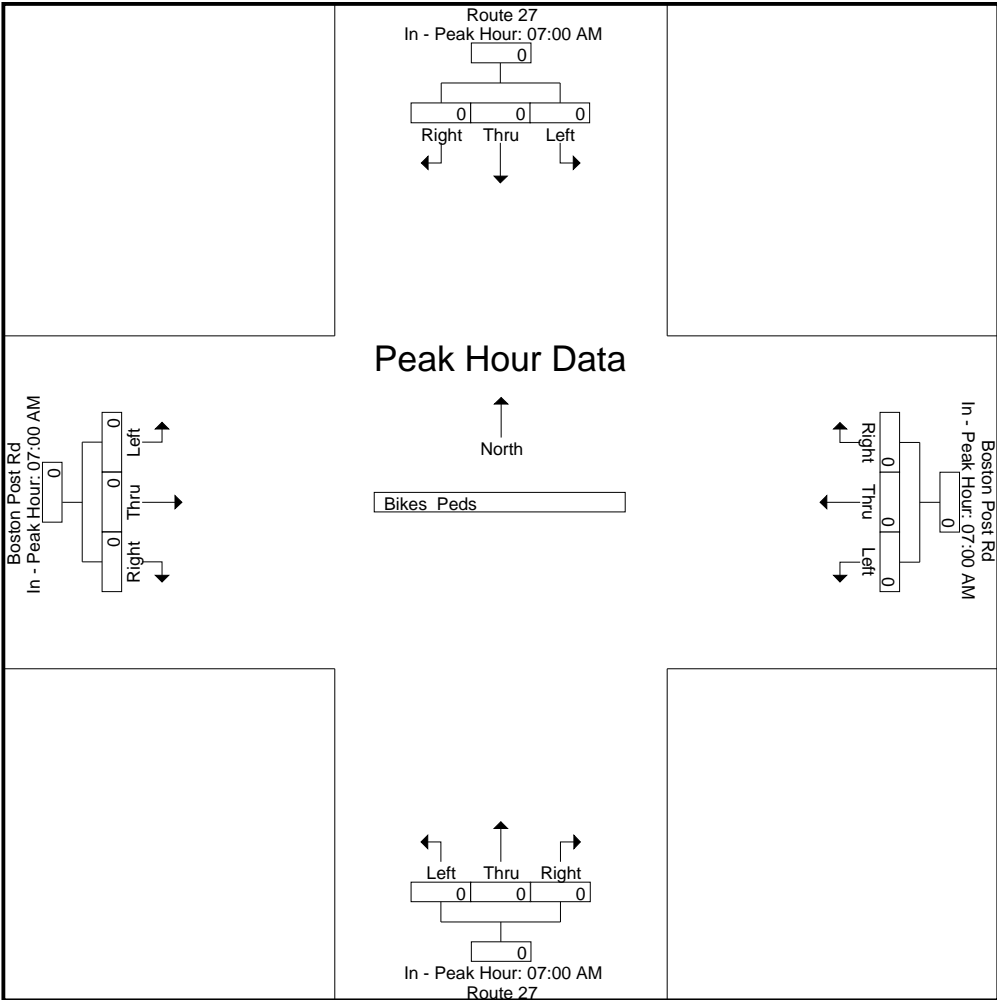 Route 27
In - Peak Hour: 07:00 AM
0
0 0 0
Right Thru Left
Peak Hour Data
North
Bikes Peds
Boston Post Rd
In - Peak Hour: 07:00 AM
0
0 0 0
Left Thru Right
Boston Post Rd
In - Peak Hour: 07:00 AM
0
0 0 0
Right Thru Left
Left Thru Right
0 0 0
0
In - Peak Hour: 07:00 AM
Route 27